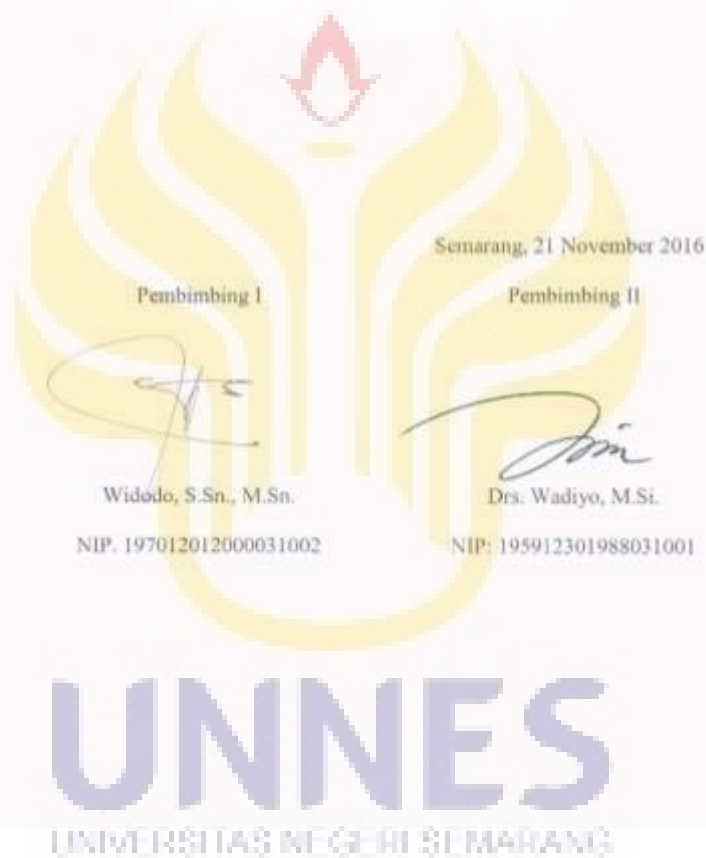 Semarang, 21 November 2016
Pembimbing I Pembimbing II
Widodo, S.Sn., M.Sn. Drs. Wadiyo, M.Si.
NIP. 197012012000031002 NIP: 195912301988031001
UNNES
UNIVERSITAS NEGERI SEMARANG